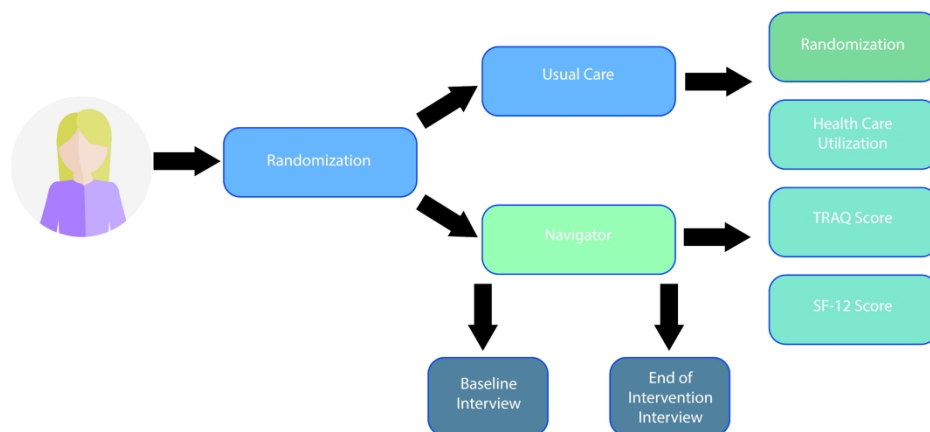 Randomization
Usual Care
Navigator
Baseline
Interview
End of
Intervention
Interview
Randomization
Health Care
Utilization
TRAQ Score
SF-12 Score